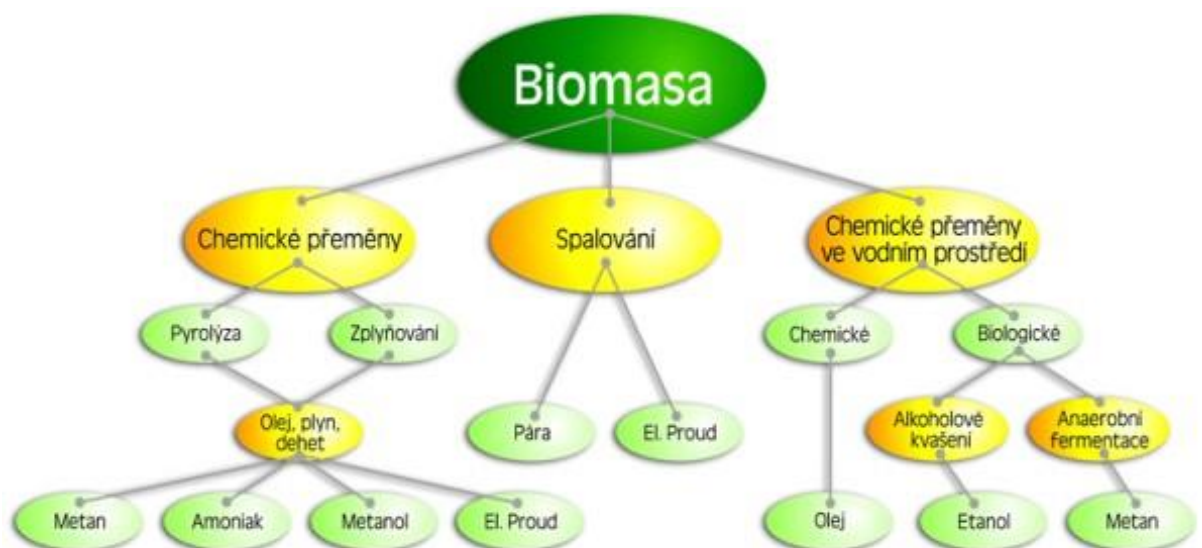 Biomasa
Chemické přeměny
Spalování
Chemické přeměny
ve vodním prostředí
Pyrolýza
Zplyňování
Chemické
Biologické
Olej, plyn,
dehet
Pára
El. Proud
Alkoholové
kvašení
Anaerobní
fermentace
Metan
Amoniak
Metanol
El. Proud
Olej
Etanol
Metan